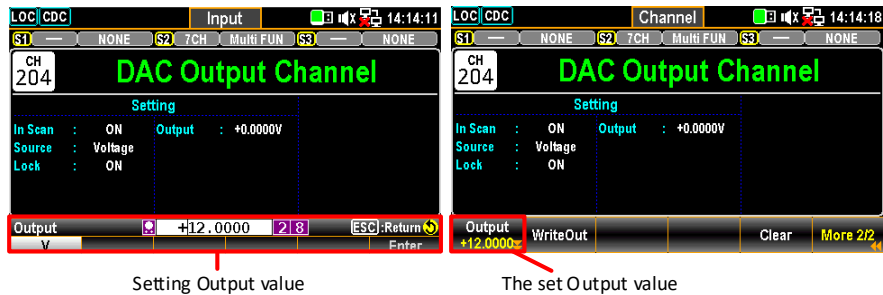 LOC CDC Input 14:14:11
S1 — NONE S2 7CH Multi FUN S3 — NONE
CH
204 DAC Output Channel
Setting
In Scan : ON Output : +0.0000V
Source : Voltage
Lock : ON
Output +12.0000 2 8 ESC :Return
V Enter
Setting Output value
LOC CDC Channel 14:14:18
S1 — NONE S2 7CH Multi FUN S3 — NONE
CH
204 DAC Output Channel
Setting
In Scan : ON Output : +0.0000V
Source : Voltage
Lock : ON
Output WriteOut Clear More 2/2
+12.0000
The set Output value